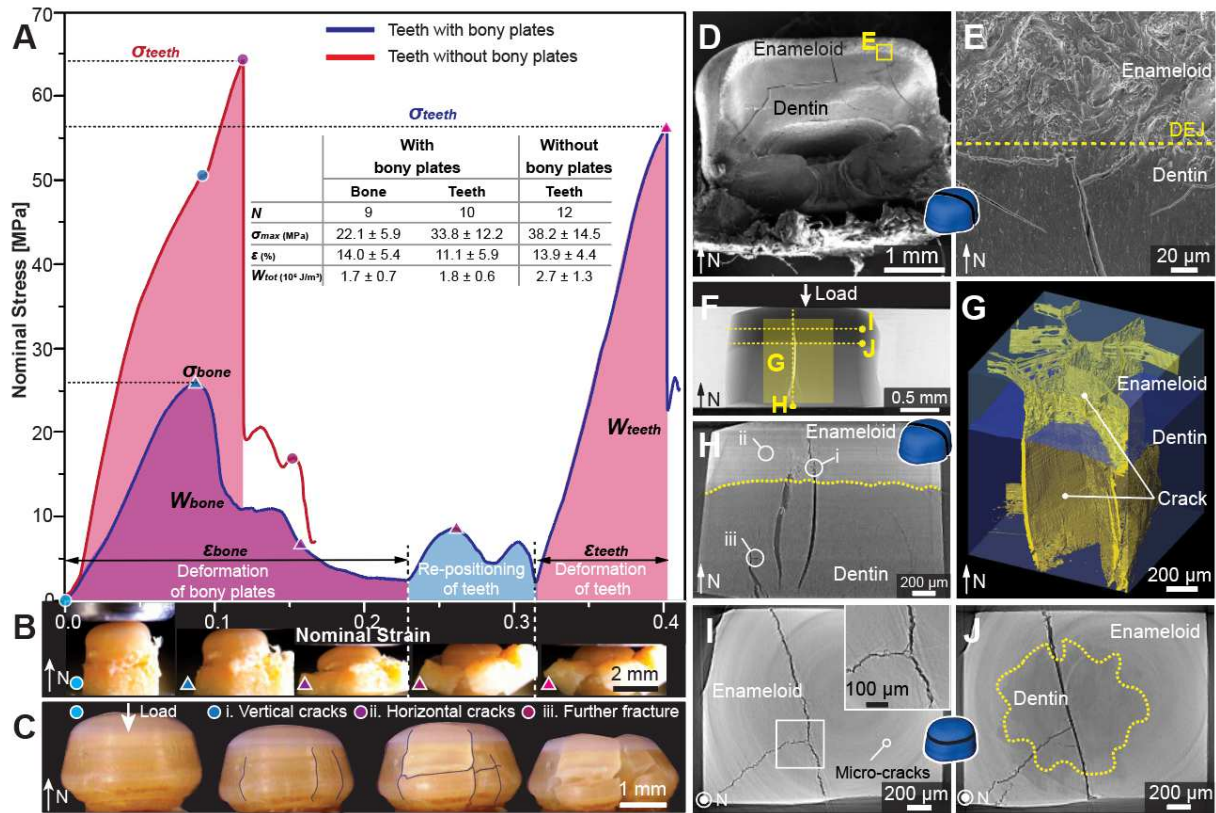 A
Nominal Stress [MPa]
70
60
50
40
30
20
10
0
σteeth
Teeth with bony plates
Teeth without bony plates
σteeth
With bony plates
Without bony plates
Bone Teeth Teeth
N 9 10 12
σmax (MPa) 22.1 ± 5.9 33.8 ± 12.2 38.2 ± 14.5
ε (%) 14.0 ± 5.4 11.1 ± 5.9 13.9 ± 4.4
Wtot (10⁶ J/m³) 1.7 ± 0.7 1.8 ± 0.6 2.7 ± 1.3
σbone
Wbone
Wteeth
εbone
Deformation
of bony plates
Re-positioning
of teeth
εteeth
Deformation
of teeth
0.0 0.1 0.2 0.3 0.4
Nominal Strain
B
N
2 mm
C
Load
i. Vertical cracks
ii. Horizontal cracks
iii. Further fracture
N
1 mm
D
Enameloid
E
Dentin
N
1 mm
E
Enameloid
DEJ
Dentin
N
20 µm
F
Load
I
J
G
H
N
0.5 mm
G
Enameloid
Dentin
Crack
N
200 µm
H
Enameloid
ii
i
iii
Dentin
N
200 µm
I
Enameloid
100 µm
Micro-cracks
N
200 µm
J
Enameloid
Dentin
N
200 µm